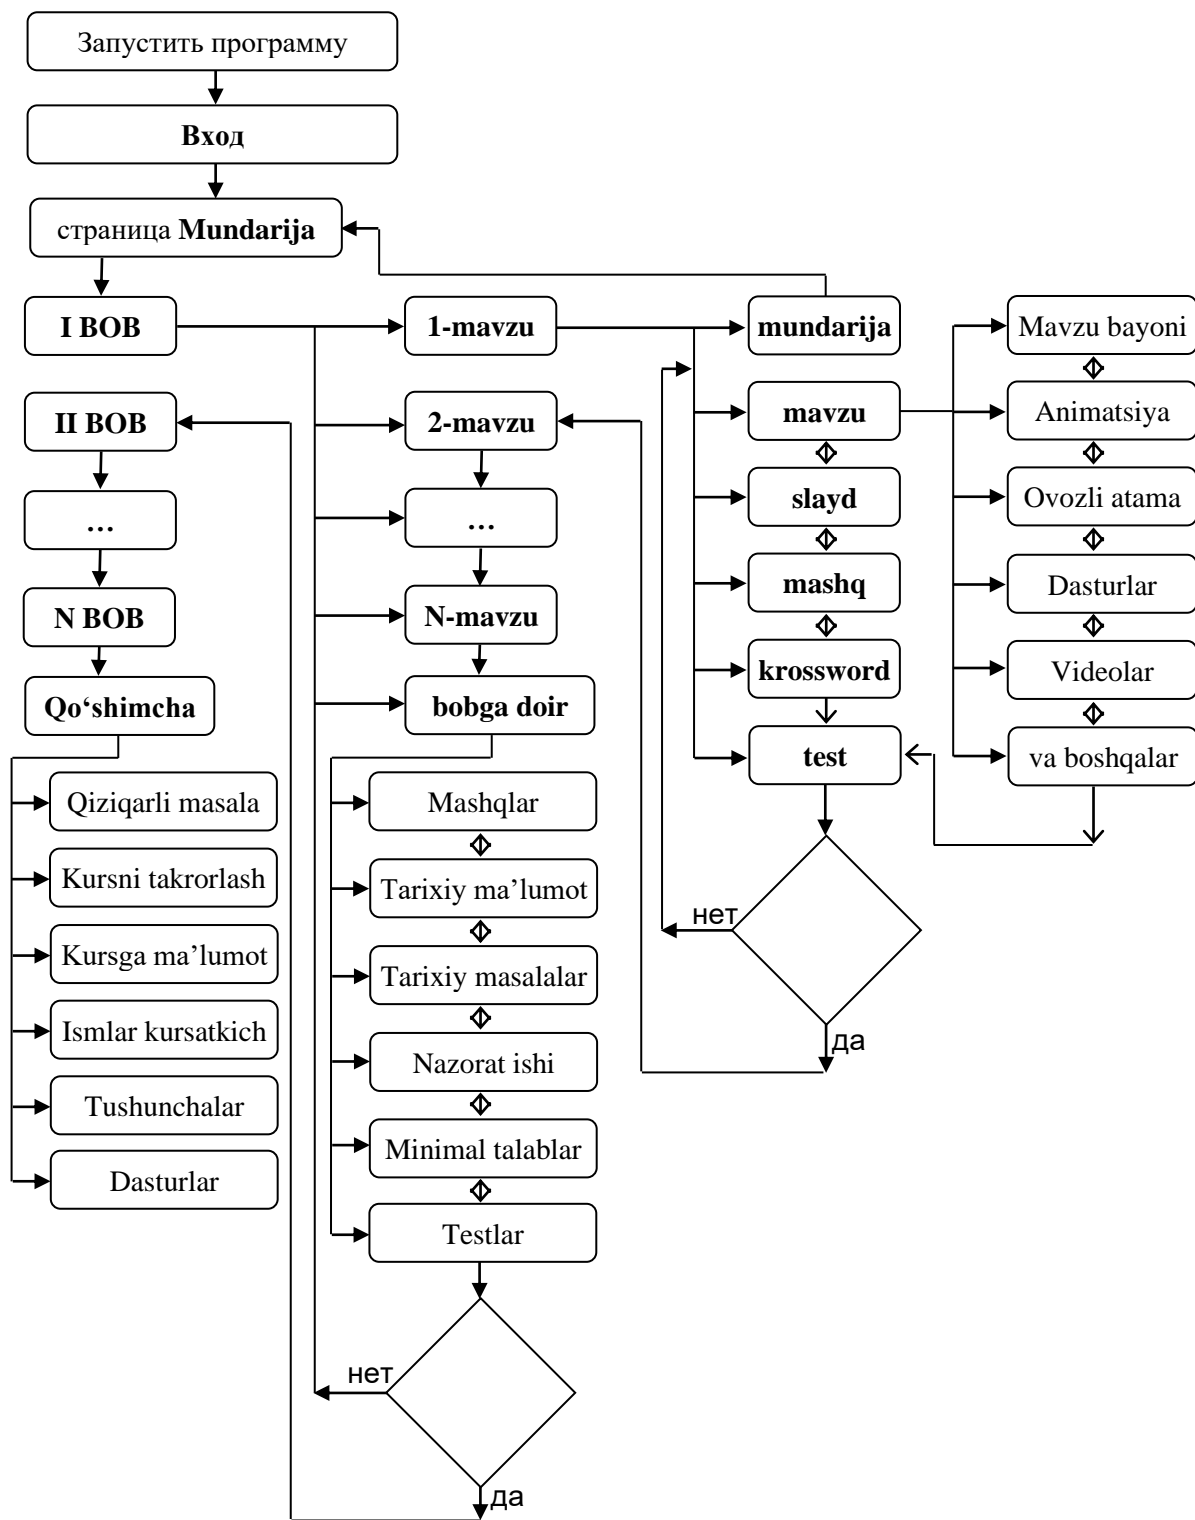 Запустить программу
Вход
страница Mundarija
I BOB
1-mavzu
mundarija
Mavzu bayoni
II BOB
2-mavzu
mavzu
Animatsiya
...
...
slayd
Ovozli atama
N BOB
N-mavzu
mashq
Dasturlar
Qo‘shimcha
bobga doir
krossword
Videolar
test
va boshqalar
Qiziqarli masala
Mashqlar
Kursni takrorlash
Tarixiy ma’lumot
нет
Kursga ma’lumot
Tarixiy masalalar
Ismlar kursatkich
Nazorat ishi
да
Tushunchalar
Minimal talablar
Dasturlar
Testlar
нет
да